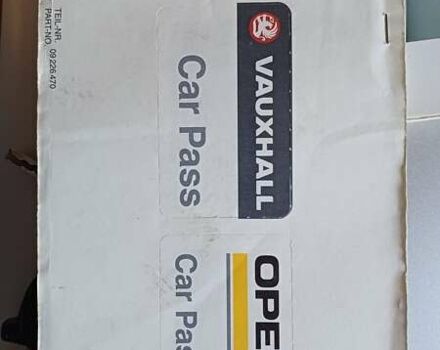 VAUXHALL
Car Pass
OPE
Car Pas
TEIL-NR
PART-NO. 09 226 470